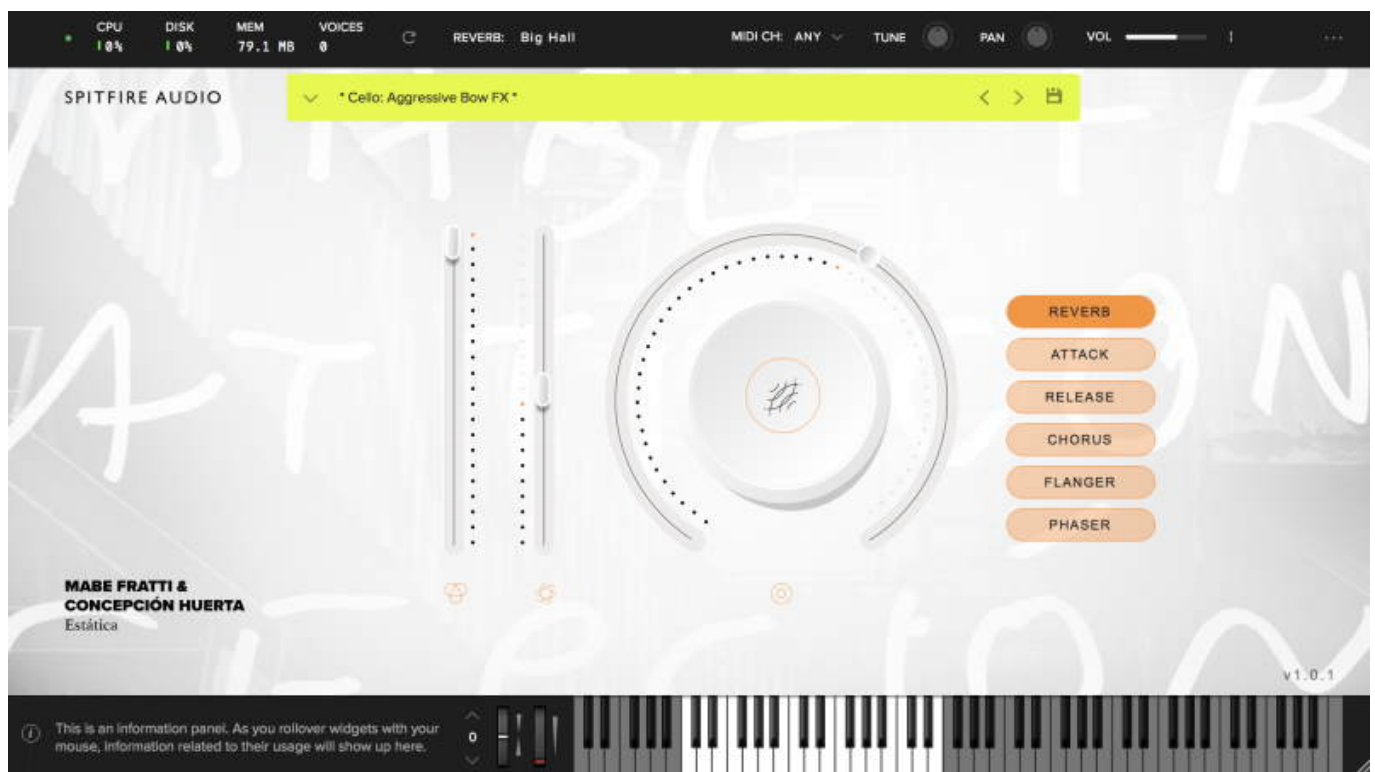 CPU DISK MEM VOICES
0% 0% 79.1 MB 0
REVERB: Big Hall
MIDI CH: ANY
TUNE
PAN
VOL
SPITFIRE AUDIO
* Cello: Aggressive Bow FX *
REVERB
ATTACK
RELEASE
CHORUS
FLANGER
PHASER
MABE FRATTI &
CONCEPCIÓN HUERTA
Estática
v1.0.1
This is an information panel. As you rollover widgets with your
mouse, information related to their usage will show up here.
0